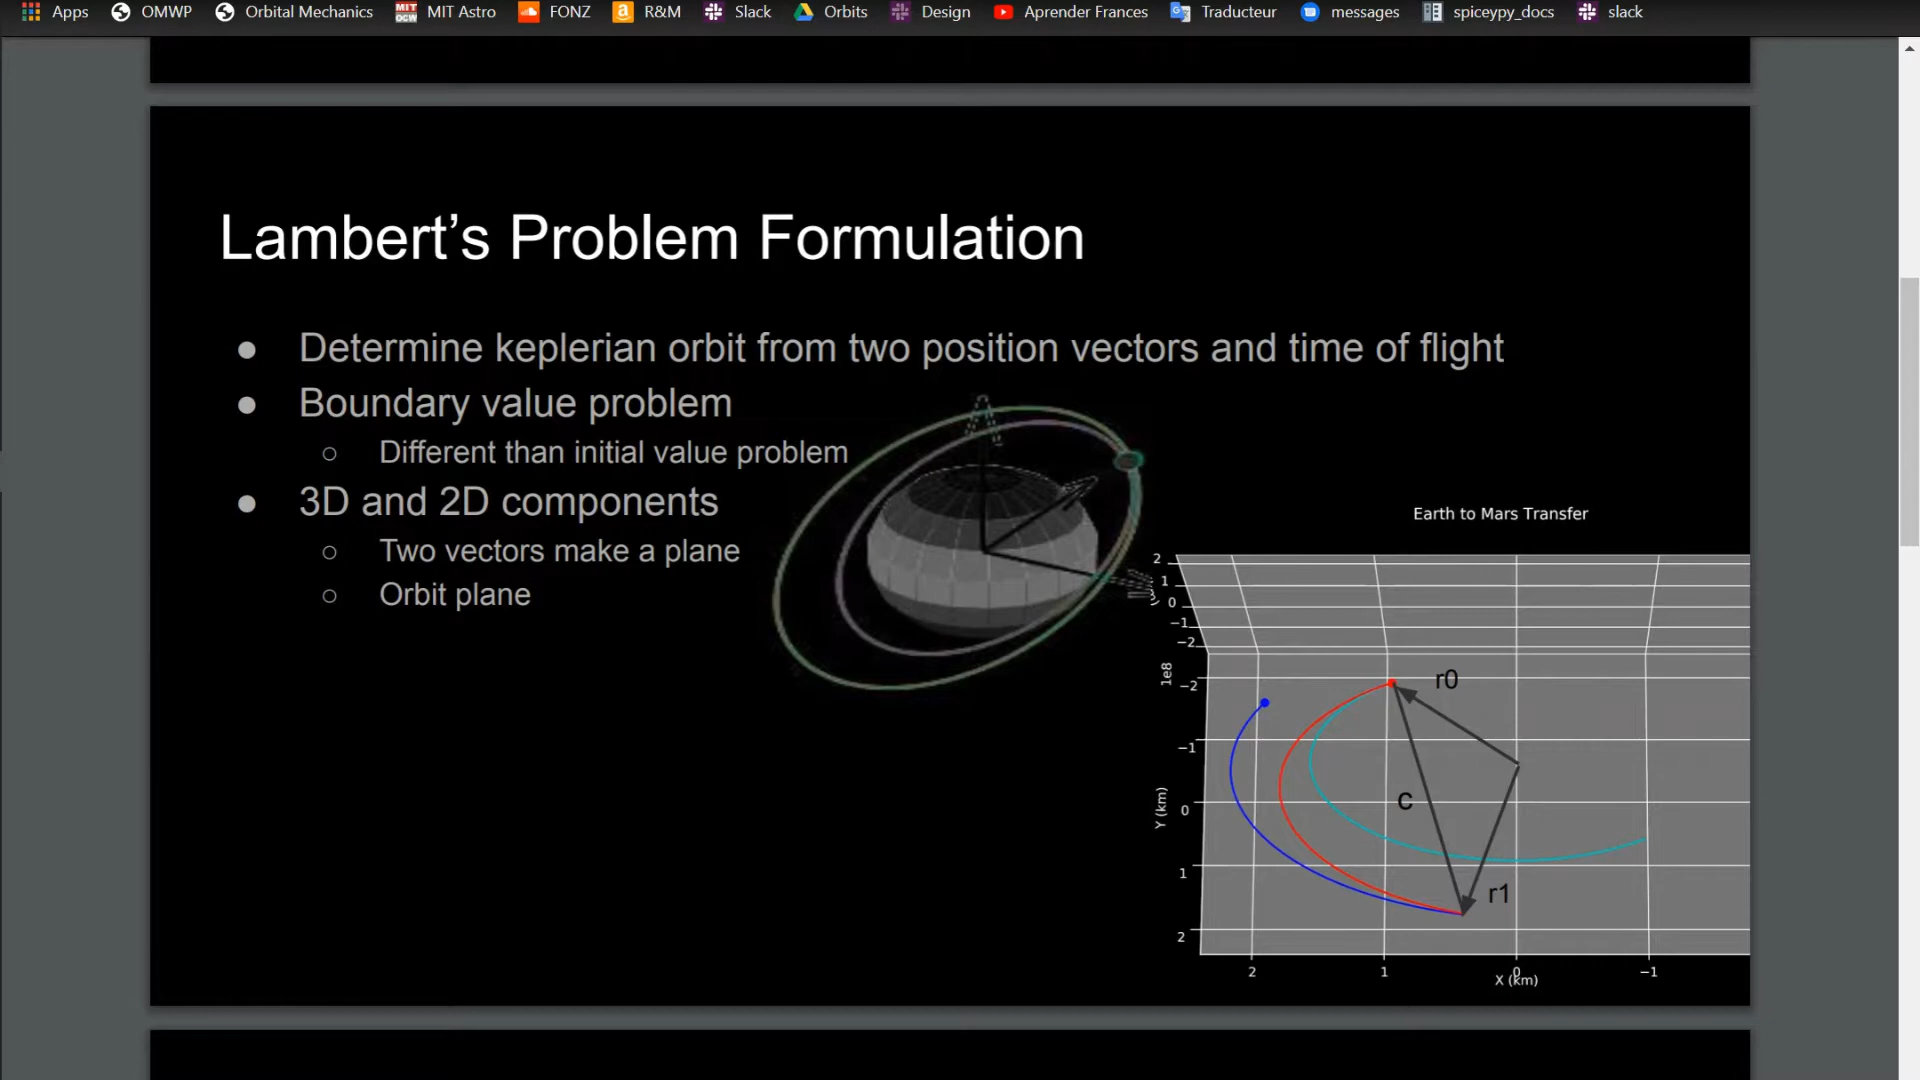 Apps OMWP Orbital Mechanics MIT OCW MIT Astro FONZ a R&M Slack Orbits Design Aprender Frances Traducteur messages spiceypy_docs slack
Lambert's Problem Formulation
● Determine keplerian orbit from two position vectors and time of flight
● Boundary value problem
○ Different than initial value problem
● 3D and 2D components
○ Two vectors make a plane
○ Orbit plane
Earth to Mars Transfer
2
1
0
−1
−2
1e8
−2
−1
0
1
2
Y (km)
r0
c
r1
2 1 0 −1
X (km)